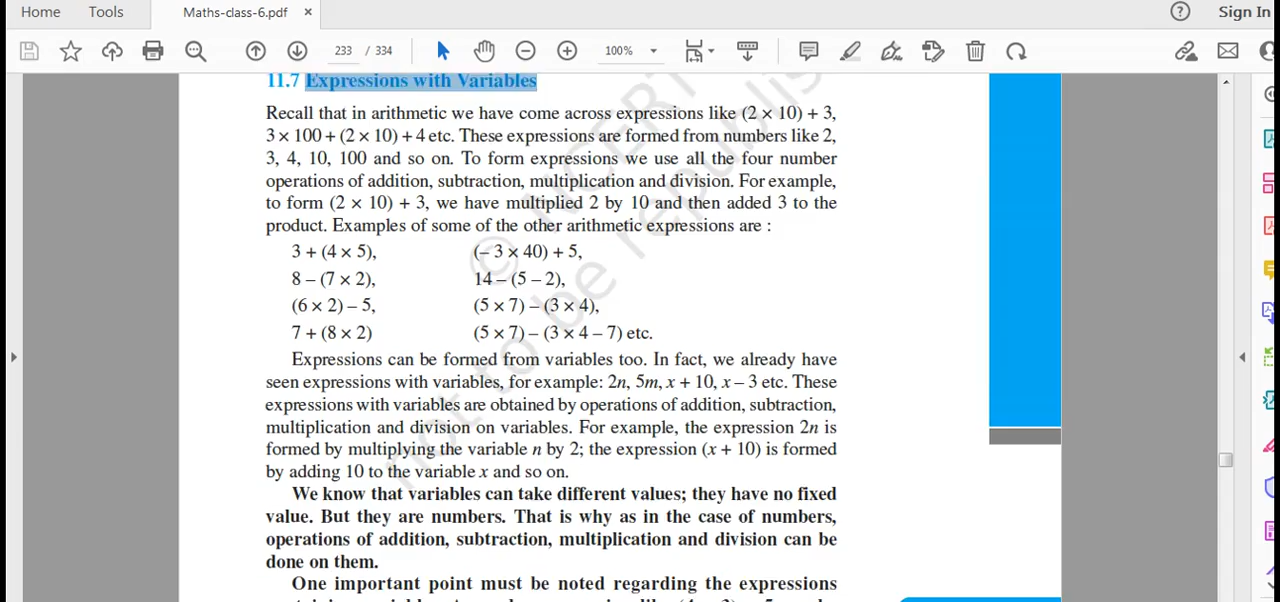 Home Tools Maths-class-6.pdf × Sign In
233 / 334 100%
11.7 Expressions with Variables
Recall that in arithmetic we have come across expressions like (2 × 10) + 3,
3 × 100 + (2 × 10) + 4 etc. These expressions are formed from numbers like 2,
3, 4, 10, 100 and so on. To form expressions we use all the four number
operations of addition, subtraction, multiplication and division. For example,
to form (2 × 10) + 3, we have multiplied 2 by 10 and then added 3 to the
product. Examples of some of the other arithmetic expressions are :
3 + (4 × 5), (– 3 × 40) + 5,
8 – (7 × 2), 14 – (5 – 2),
(6 × 2) – 5, (5 × 7) – (3 × 4),
7 + (8 × 2) (5 × 7) – (3 × 4 – 7) etc.
Expressions can be formed from variables too. In fact, we already have
seen expressions with variables, for example: 2n, 5m, x + 10, x – 3 etc. These
expressions with variables are obtained by operations of addition, subtraction,
multiplication and division on variables. For example, the expression 2n is
formed by multiplying the variable n by 2; the expression (x + 10) is formed
by adding 10 to the variable x and so on.
We know that variables can take different values; they have no fixed
value. But they are numbers. That is why as in the case of numbers,
operations of addition, subtraction, multiplication and division can be
done on them.
One important point must be noted regarding the expressions
© NCERT
not to be republis